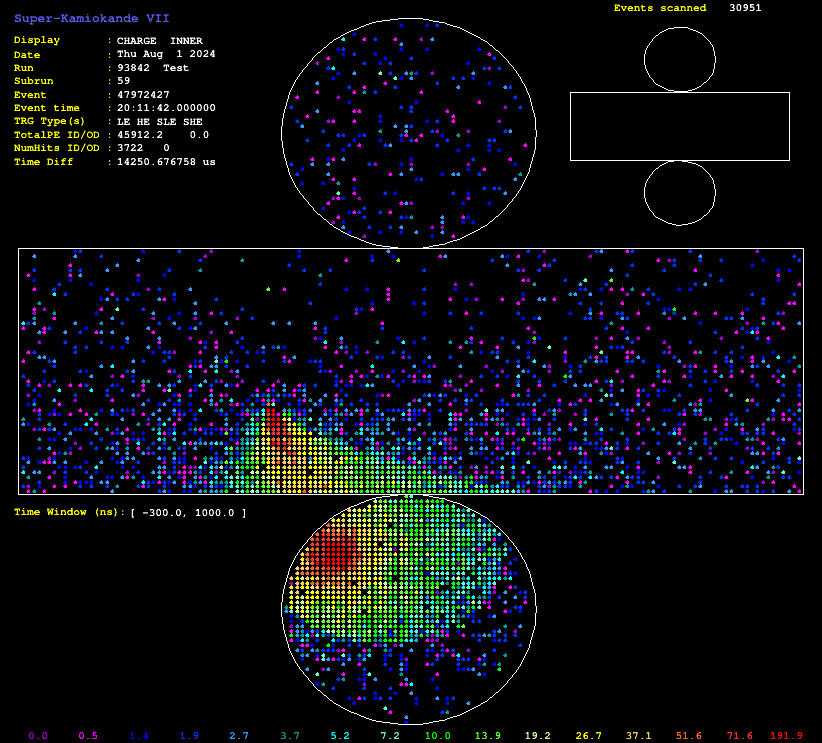 Super-Kamiokande VII
Events scanned 30951
Display : CHARGE INNER
Date : Thu Aug 1 2024
Run : 93842 Test
Subrun : 59
Event : 47972427
Event time : 20:11:42.000000
TRG Type(s) : LE HE SLE SHE
TotalPE ID/OD : 45912.2 0.0
NumHits ID/OD : 3722 0
Time Diff : 14250.676758 us
Time Window (ns): [ -300.0, 1000.0 ]
0.0 0.5 1.4 1.9 2.7 3.7 5.2 7.2 10.0 13.9 19.2 26.7 37.1 51.6 71.6 191.9